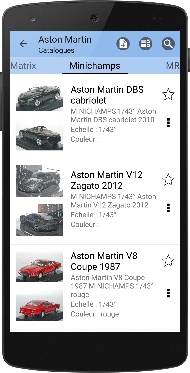 Aston Martin
Catalogues
Matrix Minichamps MR
Aston Martin DBS
cabriolet
MINICHAMPS 1/43° Aston
Martin DBS cabriolet 2010
Echelle : 1/43°
Couleur :
Aston Martin V12
Zagato 2012
MINICHAMPS 1/43° Aston
Martin V12 Zagato 2012
Echelle : 1/43°
Couleur :
Aston Martin V8
Coupe 1987
Aston Martin V8 Coupe
1987 MINICHAMPS 1/43°
rouge
Echelle : 1/43°
Couleur : rouge